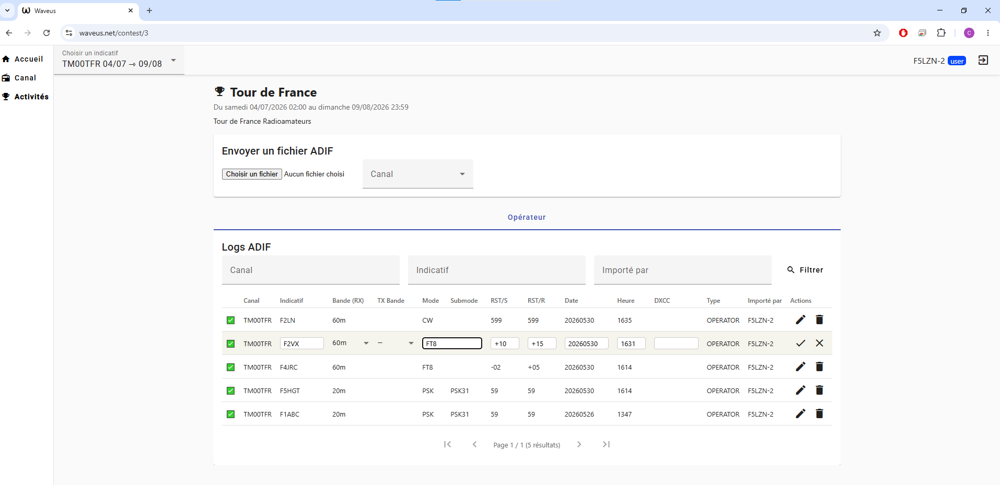 Waveus
waveus.net/contest/3
C
Accueil
Canal
Activités
Choisir un indicatif
TM00TFR 04/07 → 09/08
F5LZN-2 user
Tour de France
Du samedi 04/07/2026 02:00 au dimanche 09/08/2026 23:59
Tour de France Radioamateurs
Envoyer un fichier ADIF
Choisir un fichier Aucun fichier choisi
Canal
Opérateur
Logs ADIF
Canal Indicatif Importé par Filtrer
Canal Indicatif Bande (RX) TX Bande Mode Submode RST/S RST/R Date Heure DXCC Type Importé par Actions
TM00TFR F2LN 60m CW 599 599 20260530 1635 OPERATOR F5LZN-2
TM00TFR F2VX 60m — FT8 +10 +15 20260530 1631 OPERATOR F5LZN-2
TM00TFR F4JRC 60m FT8 -02 +05 20260530 1614 OPERATOR F5LZN-2
TM00TFR F5HGT 20m PSK PSK31 59 59 20260530 1614 OPERATOR F5LZN-2
TM00TFR F1ABC 20m PSK PSK31 59 59 20260526 1347 OPERATOR F5LZN-2
Page 1 / 1 (5 résultats)